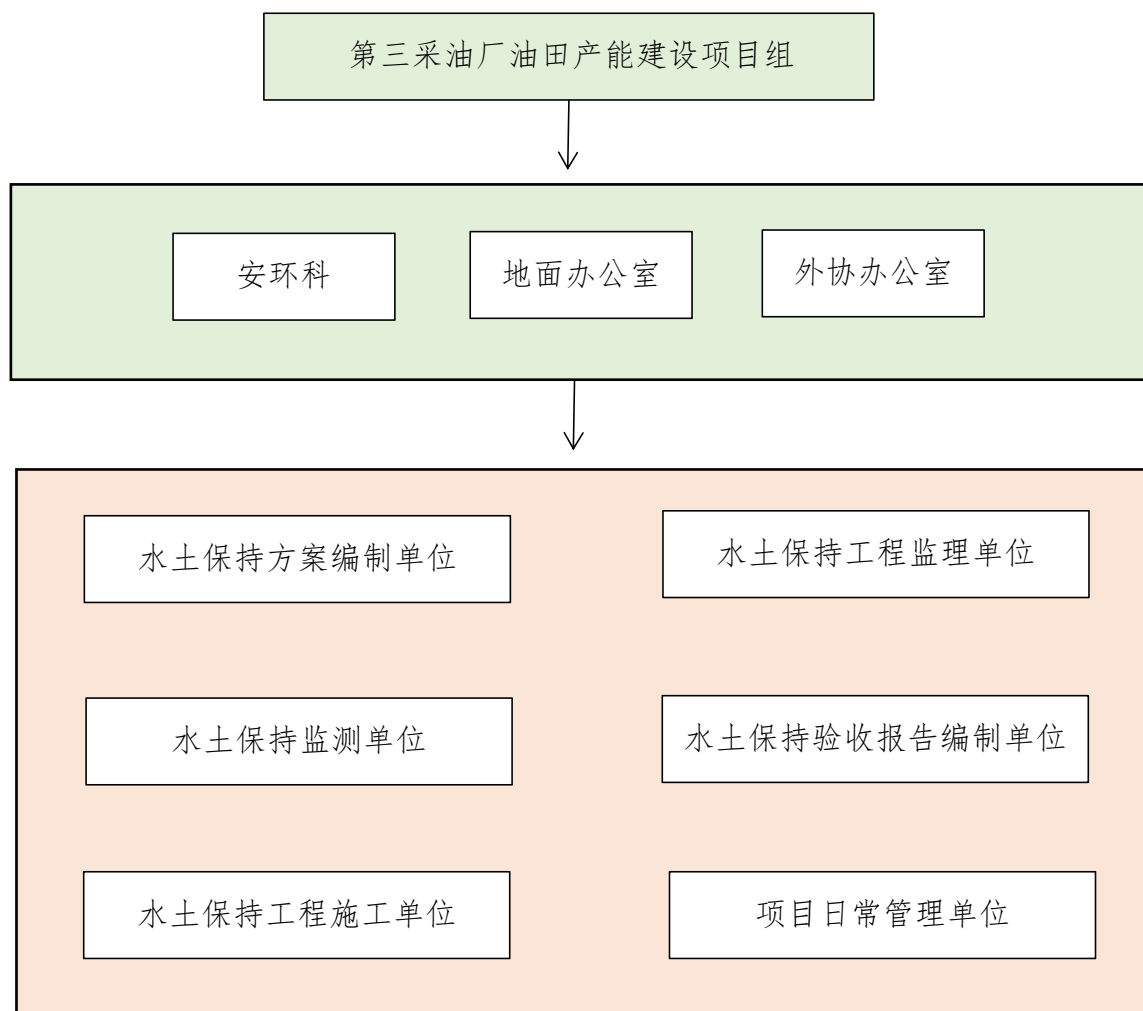 第三采油厂油田产能建设项目组
安环科
地面办公室
外协办公室
水土保持方案编制单位
水土保持工程监理单位
水土保持监测单位
水土保持验收报告编制单位
水土保持工程施工单位
项目日常管理单位